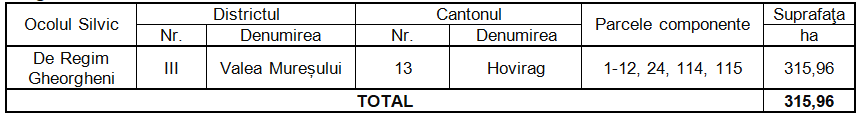 Ocolul Silvic Districtul Cantonul Parcele componente Suprafaţa
Nr. Denumirea Nr. Denumirea ha
De Regim Gheorgheni III Valea Mureșului 13 Hovirag 1-12, 24, 114, 115 315,96
TOTAL 315,96